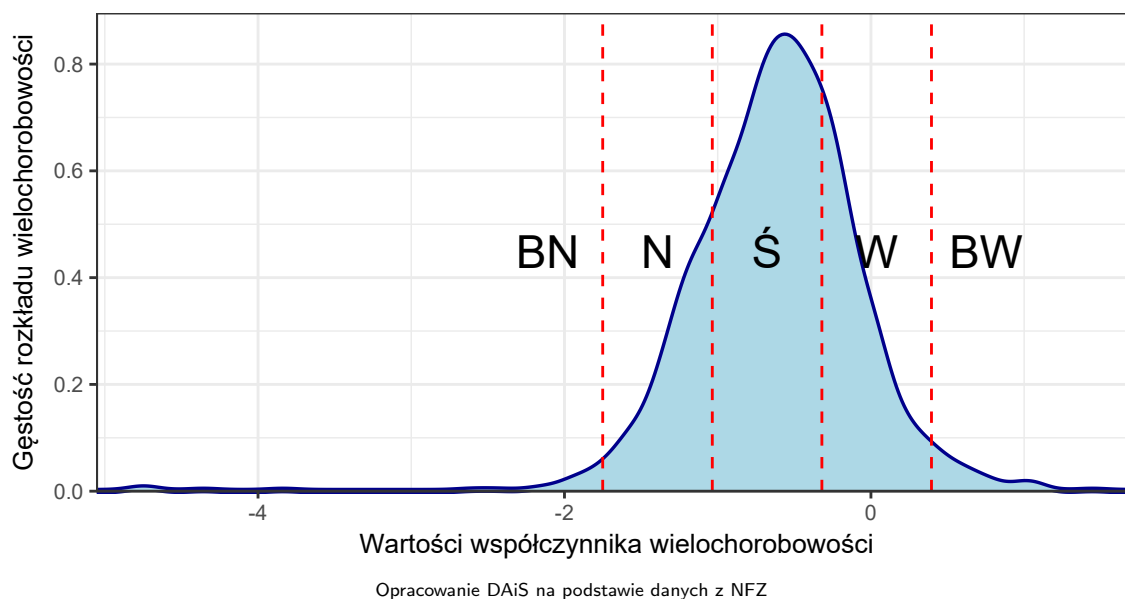 Gęstość rozkładu wielochorobowości
0.8
0.6
0.4
0.2
0.0
BN N Ś W BW
-4 -2 0
Wartości współczynnika wielochorobowości
Opracowanie DAiS na podstawie danych z NFZ